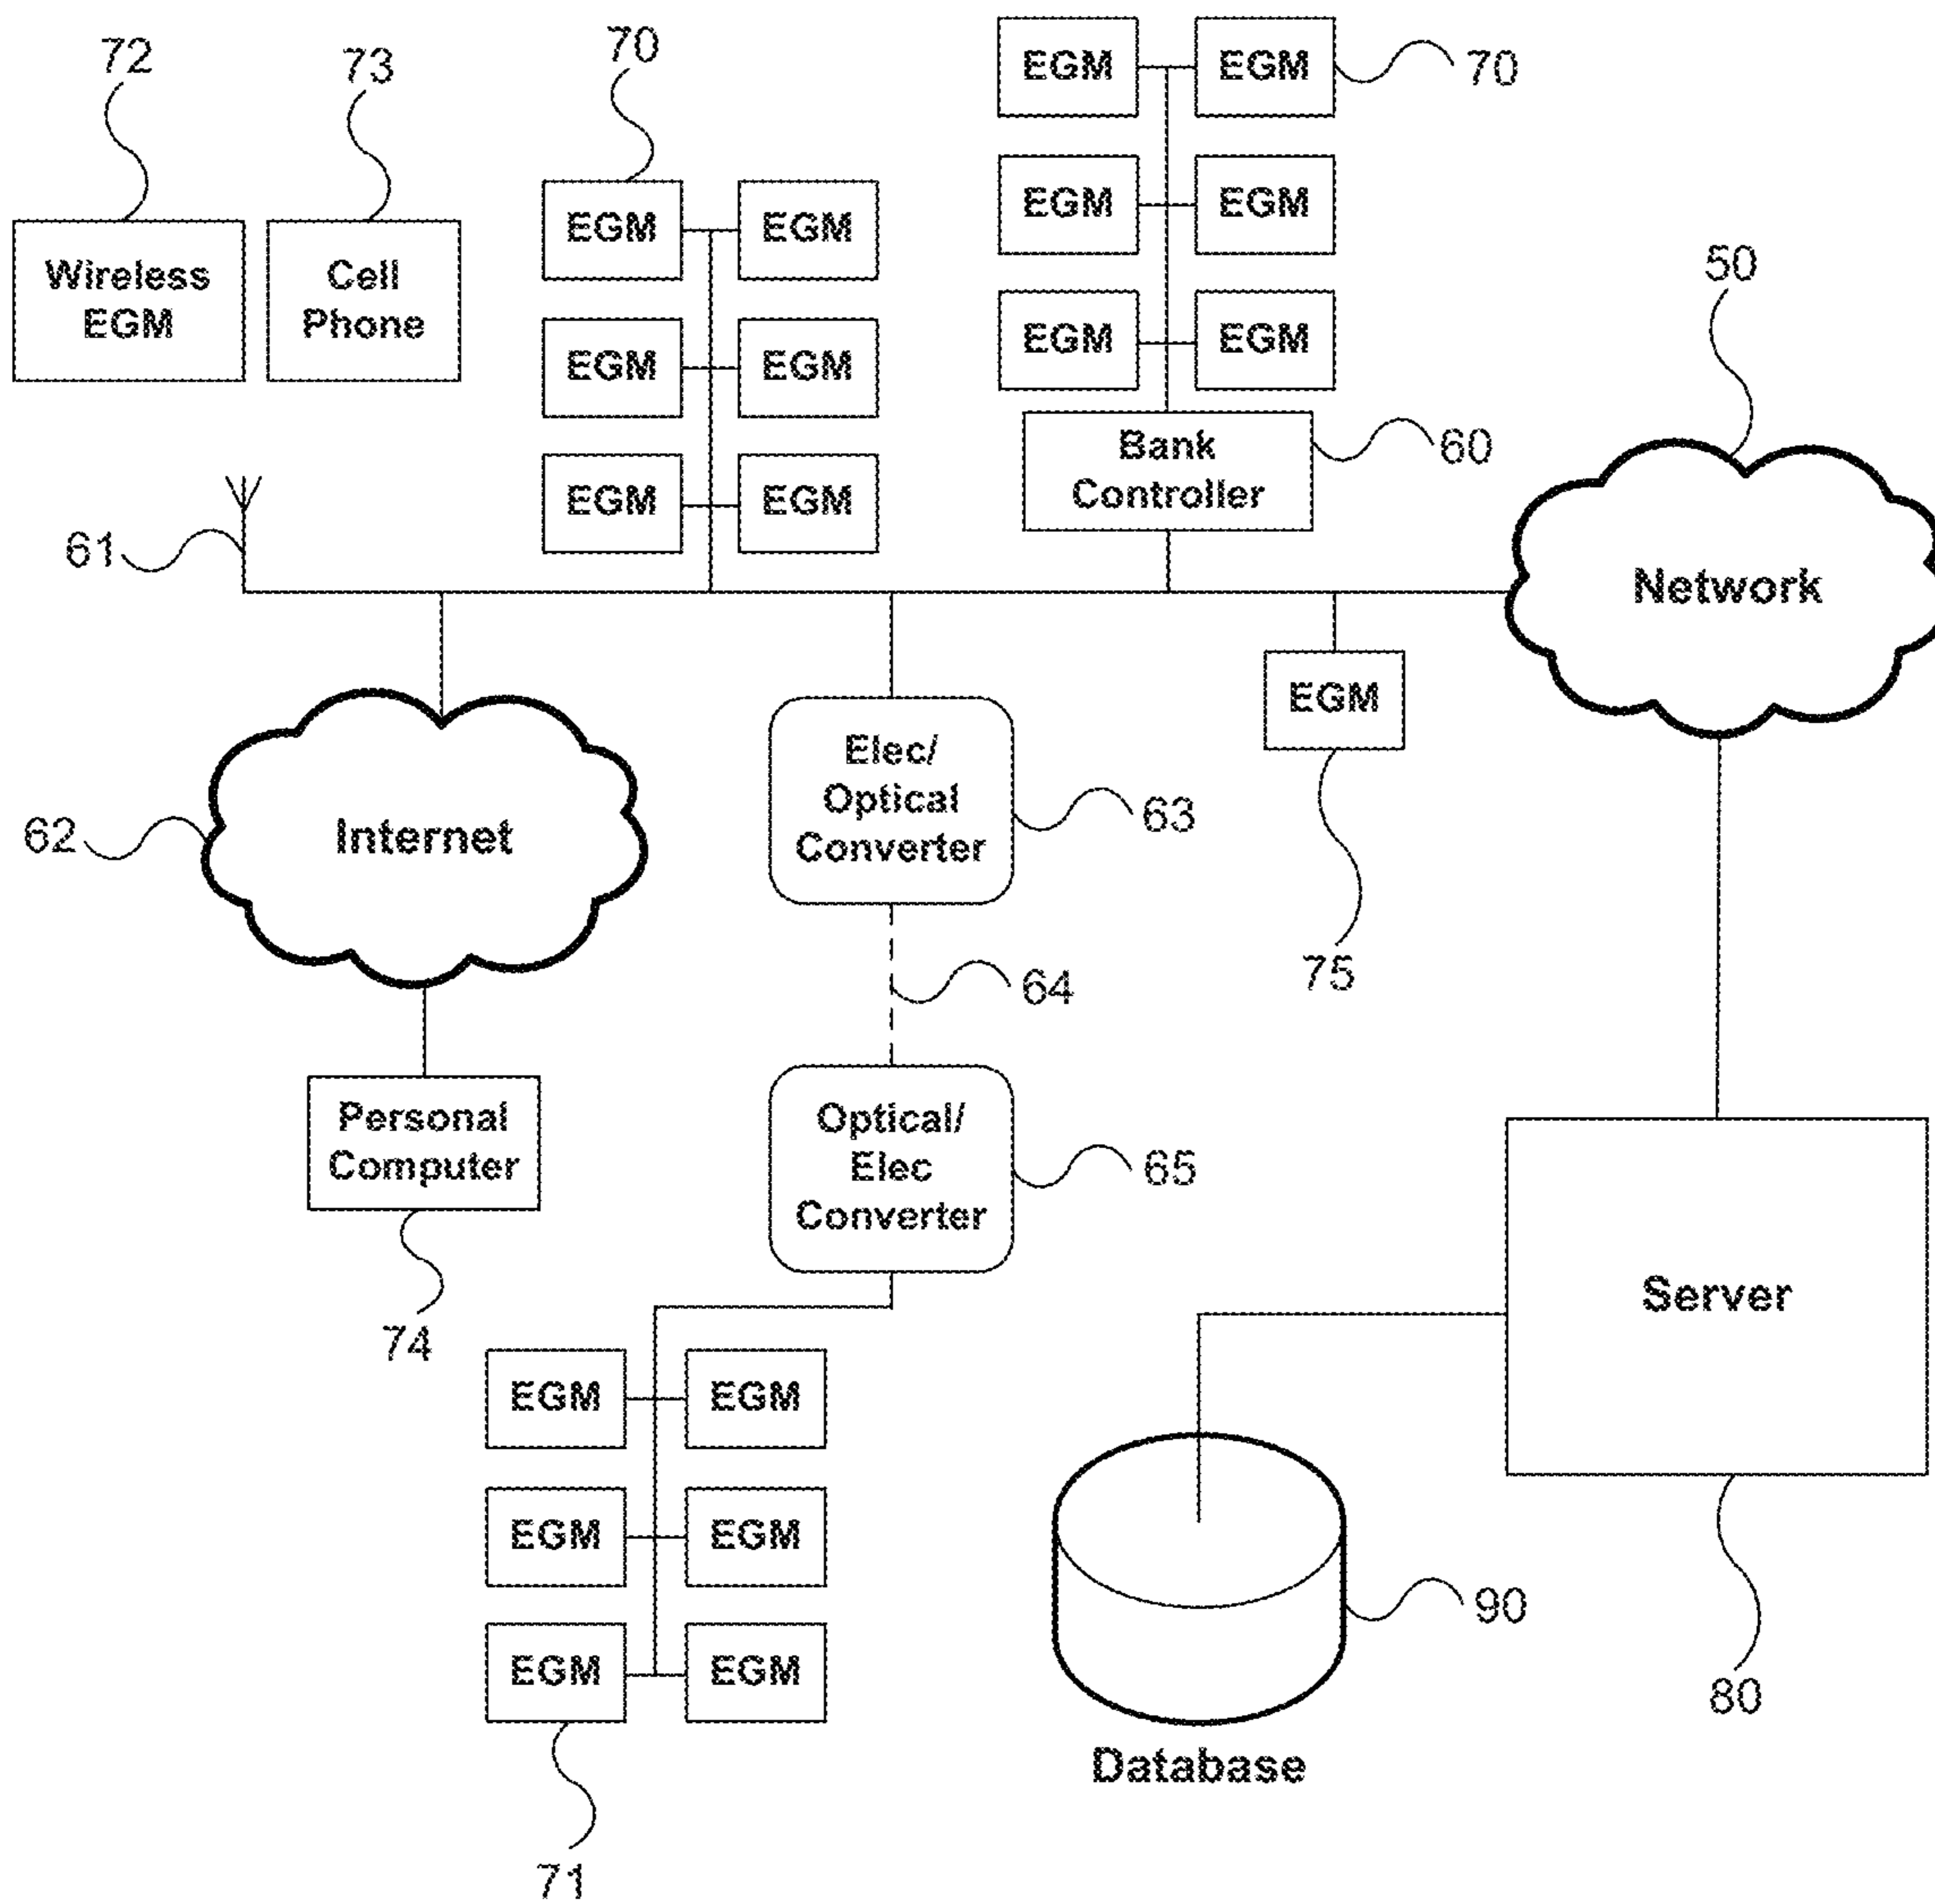 72
73
70
EGM
EGM
70
EGM
EGM
EGM
EGM
Wireless
EGM
Cell
Phone
EGM
EGM
EGM
EGM
EGM
EGM
50
EGM
EGM
Bank
Controller
60
61
Network
EGM
Elec/
Optical
Converter
63
62
Internet
75
64
Personal
Computer
Optical/
Elec
Converter
65
74
Server
EGM
EGM
EGM
EGM
90
EGM
EGM
80
Database
71